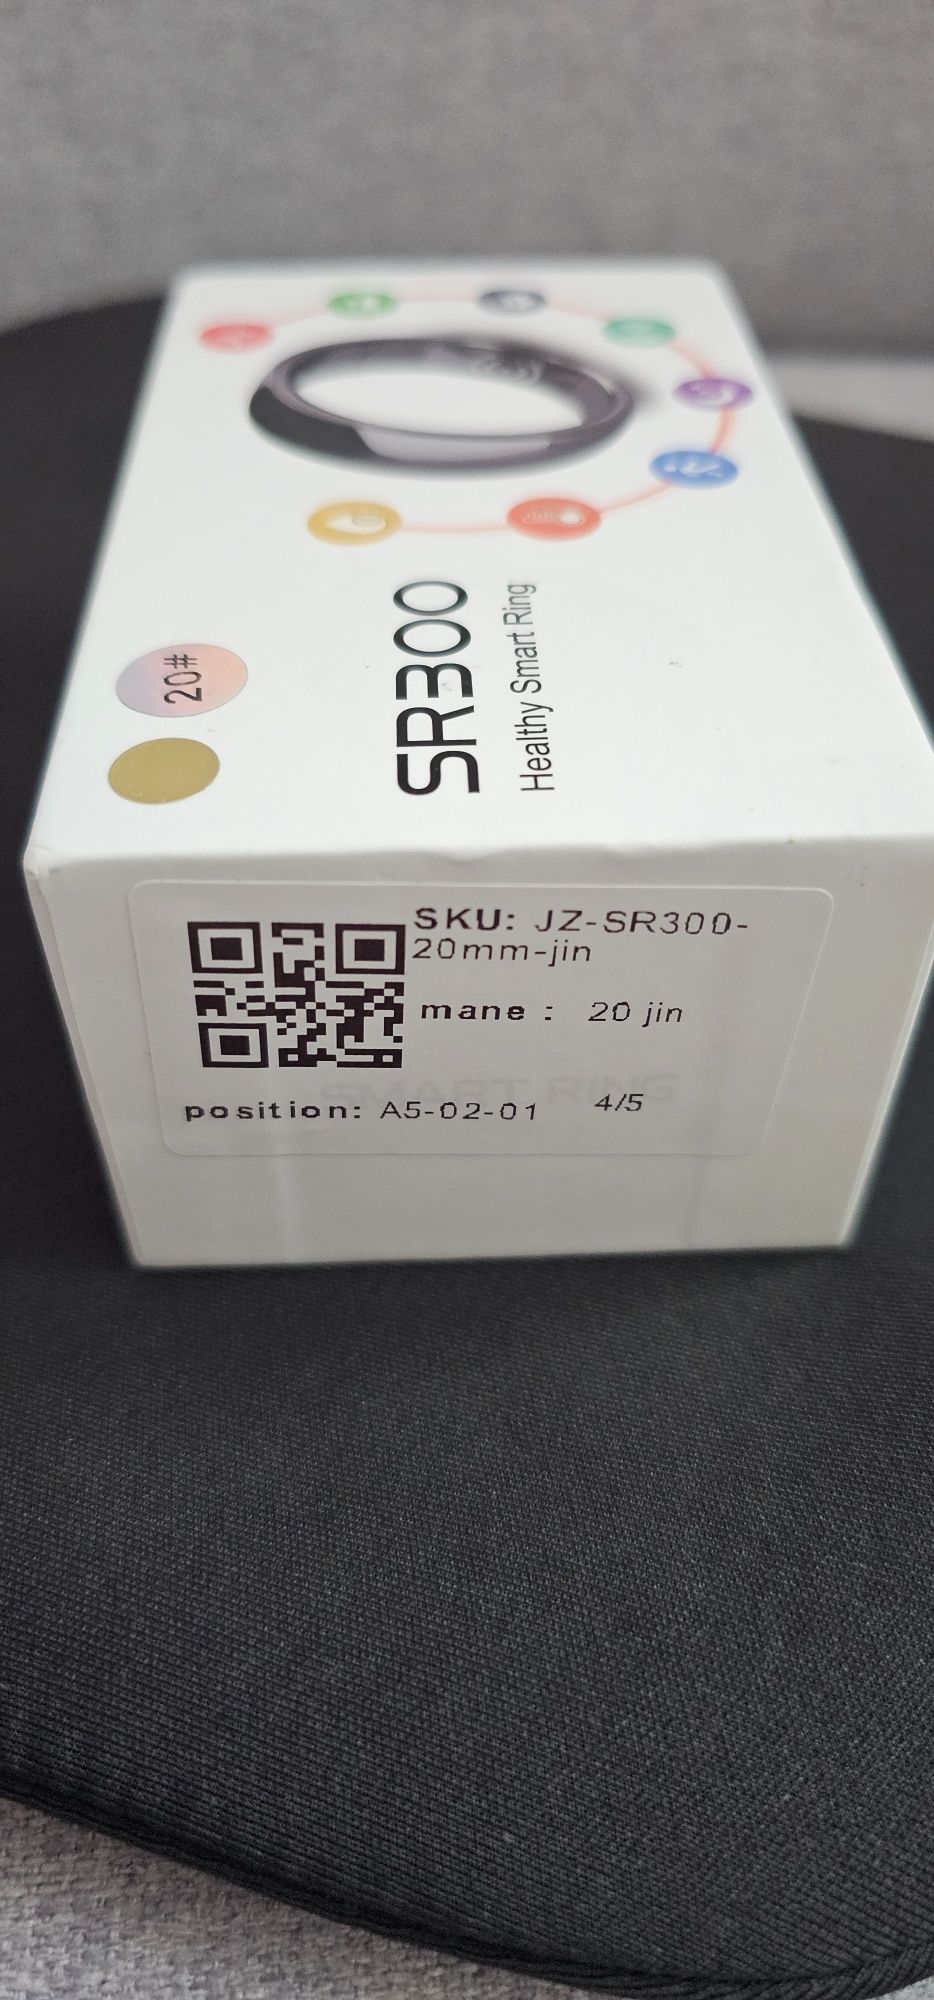 20#
SR300
Healthy Smart Ring
SKU: JZ-SR300-
20mm-jin
mane : 20 jin
position: A5-02-01 4/5
SMART RING